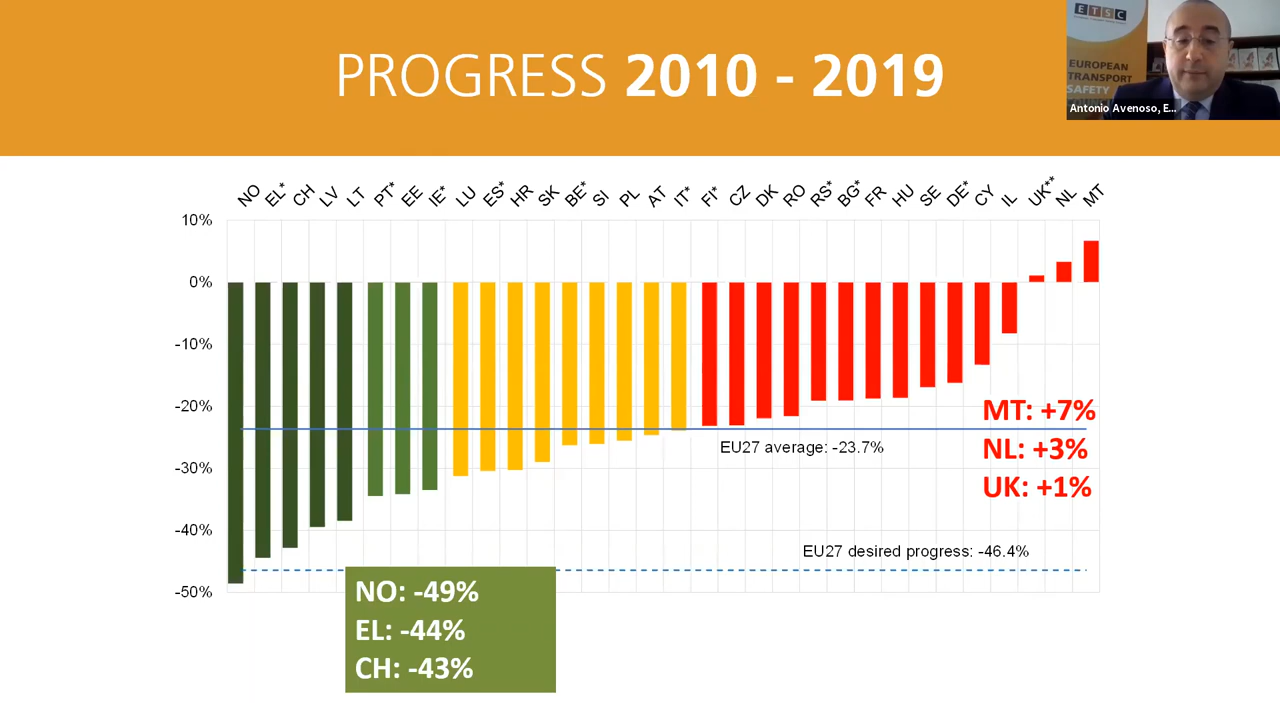 PROGRESS 2010 - 2019
ETSC
EUROPEAN
TRANSPORT
SAFETY
Antonio Avenoso, E...
NO EL* CH LV LT PT* EE IE* LU ES* HR SK BE* SI PL AT IT* FI* CZ DK RO RS* BG* FR HU SE DE* CY IL UK** NL MT
10%
0%
-10%
-20%
-30%
-40%
-50%
MT: +7%
EU27 average: -23.7%
NL: +3%
UK: +1%
EU27 desired progress: -46.4%
NO: -49%
EL: -44%
CH: -43%